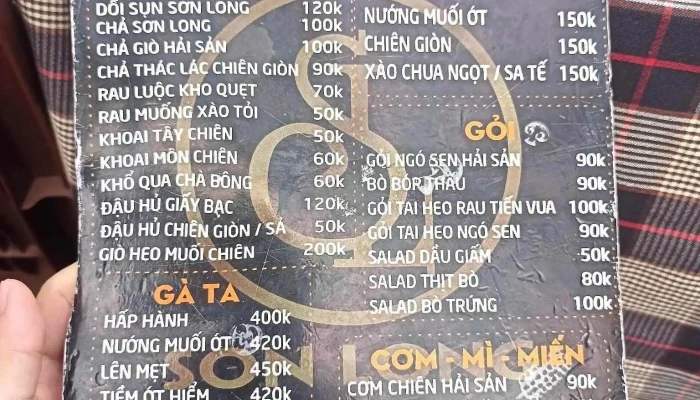 DỒI SỤN SƠN LONG 120k
CHẢ SƠN LONG 100k
CHẢ GIÒ HẢI SẢN 100k
CHẢ THÁC LÁC CHIÊN GIÒN 90k
RAU LUỘC KHO QUẸT 70k
RAU MUỐNG XÀO TỎI 50k
KHOAI TÂY CHIÊN 50k
KHOAI MÔN CHIÊN 60k
KHỔ QUA CHÀ BÔNG 60k
ĐẬU HỦ GIẤY BẠC 120k
ĐẬU HỦ CHIÊN GIÒN / SẢ 50k
GIÒ HEO MUỐI CHIÊN 200k
GÀ TA
HẤP HÀNH 400k
NƯỚNG MUỐI ỚT 420k
LÊN MẸT 450k
TIỀM ỚT HIỂM 420k
NƯỚNG MUỐI ỚT 150k
CHIÊN GIÒN 150k
XÀO CHUA NGỌT / SA TẾ 150k
GỎI
GỎI NGÓ SEN HẢI SẢN 90k
BÒ BÓP THẤU 90k
GỎI TAI HEO RAU TIẾN VUA 100k
GỎI TAI HEO NGÓ SEN 90k
SALAD DẦU GIẤM 50k
SALAD THỊT BÒ 80k
SALAD BÒ TRỨNG 100k
CƠM - MÌ - MIẾN
CƠM CHIÊN HẢI SẢN 90k
SƠN LONG